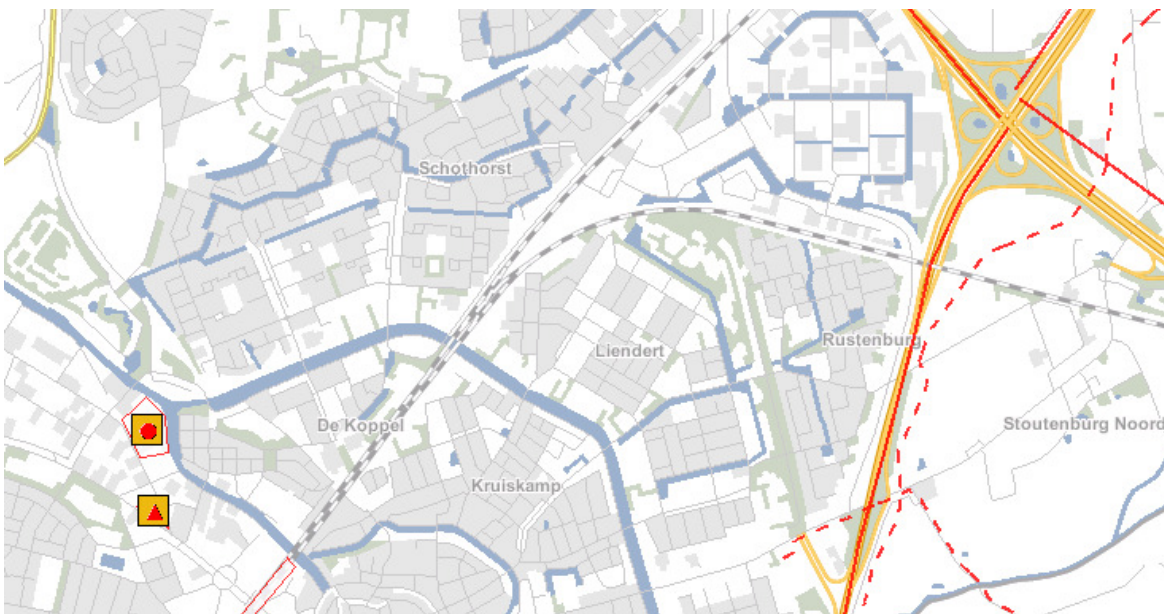 Schothorst
Liendert
Rustenburg
De Koppel
Stoutenburg Noord
Kruiskamp